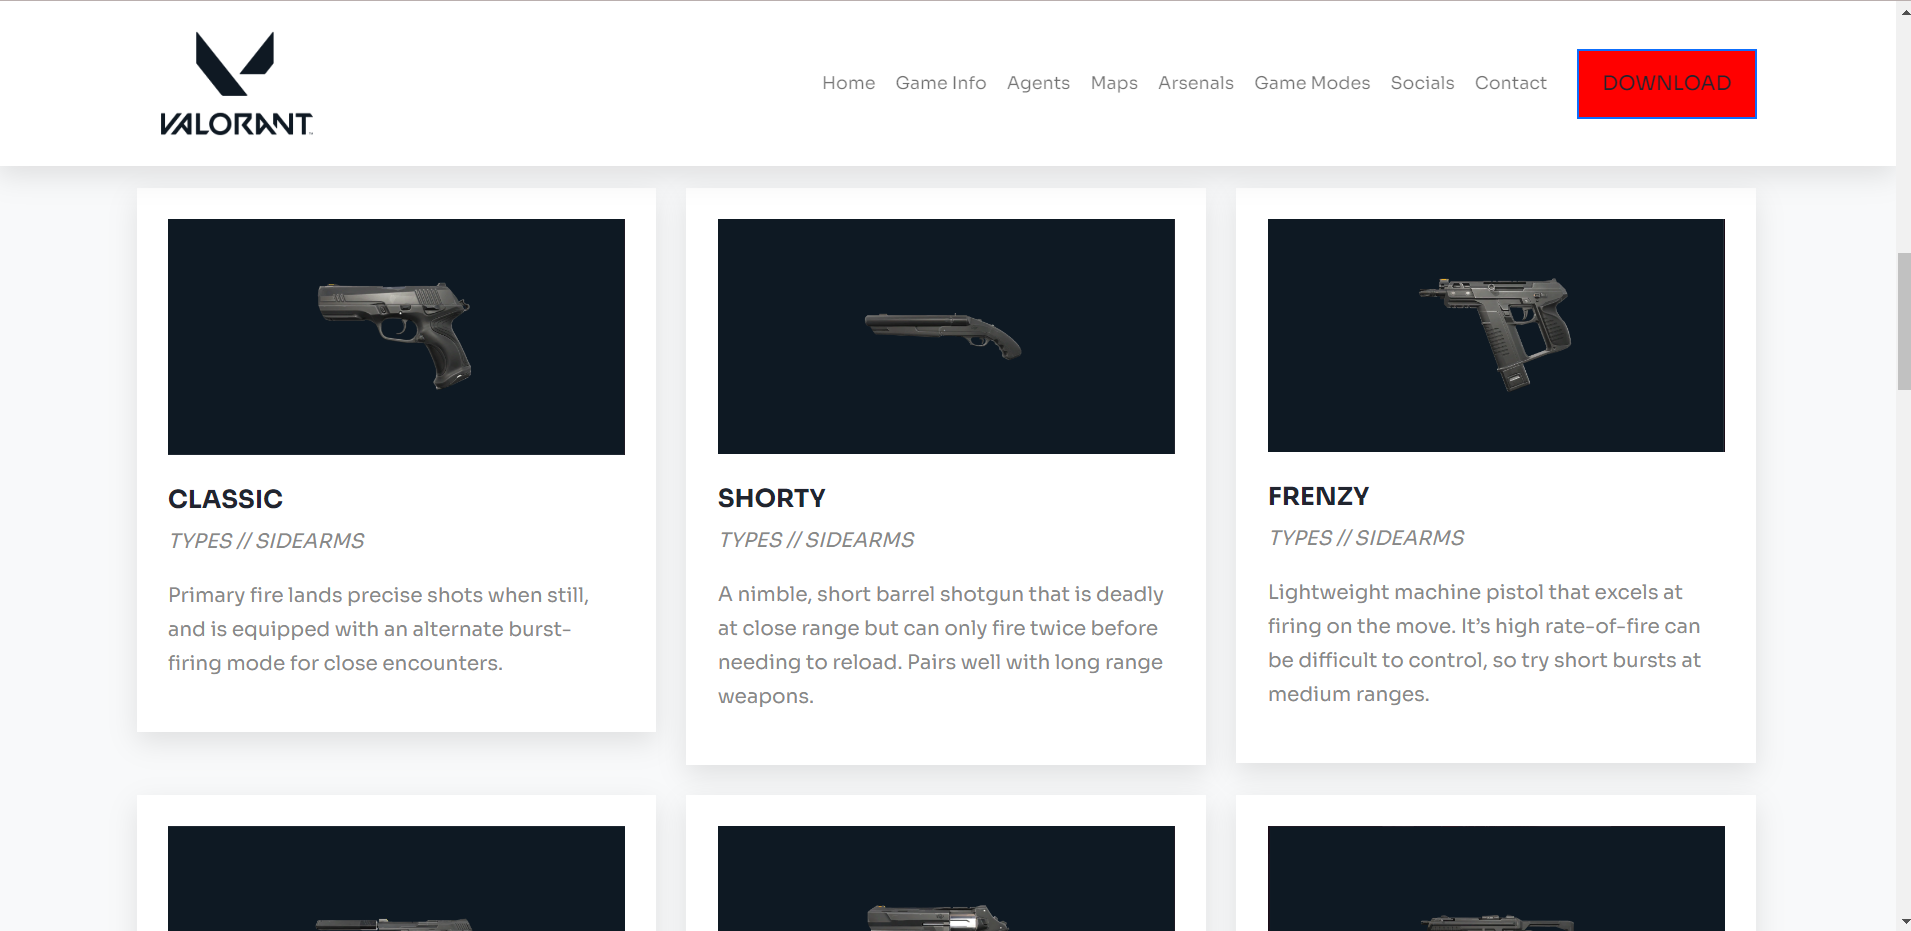 VALORANT
Home Game Info Agents Maps Arsenals Game Modes Socials Contact DOWNLOAD
CLASSIC
TYPES // SIDEARMS
Primary fire lands precise shots when still,
and is equipped with an alternate burst-
firing mode for close encounters.
SHORTY
TYPES // SIDEARMS
A nimble, short barrel shotgun that is deadly
at close range but can only fire twice before
needing to reload. Pairs well with long range
weapons.
FRENZY
TYPES // SIDEARMS
Lightweight machine pistol that excels at
firing on the move. It’s high rate-of-fire can
be difficult to control, so try short bursts at
medium ranges.